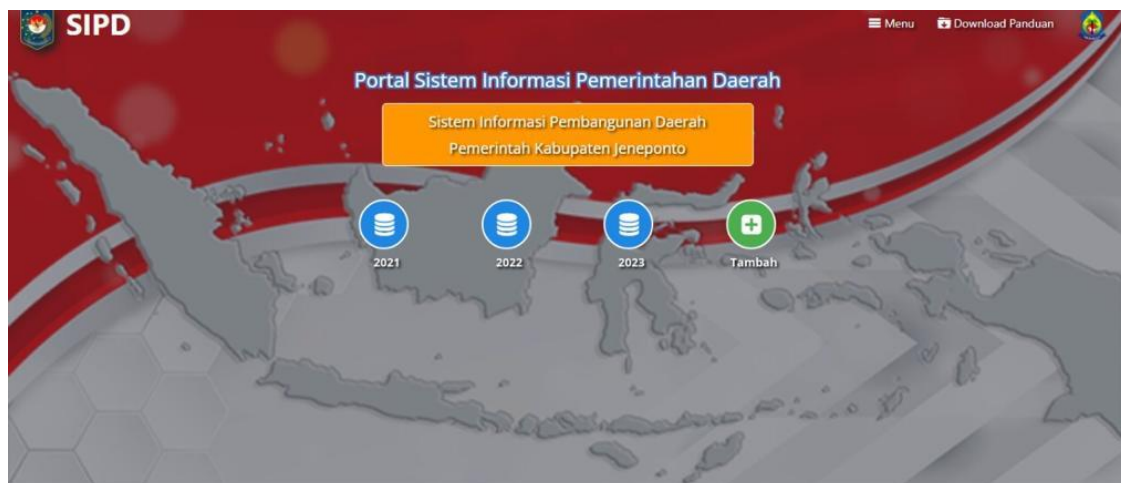 SIPD
Menu
Download Panduan
Portal Sistem Informasi Pemerintahan Daerah
Sistem Informasi Pembangunan Daerah
Pemerintah Kabupaten Jeneponto
2021
2022
2023
Tambah